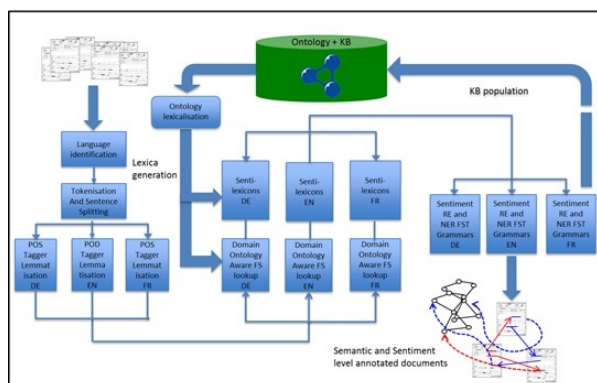 Ontology + KB
KB population
Ontology
lexicalisation
Language
identification
Lexica
generation
Tokenisation
And Sentence
Splitting
Senti-
lexicons
DE
Senti-
lexicons
EN
Senti-
lexicons
FR
Sentiment
RE and
NER FST
Grammars
DE
Sentiment
RE and
NER FST
Grammars
EN
Sentiment
RE and
NER FST
Grammars
FR
POS
Tagger
Lemmat
isation
DE
POD
Tagger
Lemma
tisation
EN
POS
Tagger
Lemmat
isation
FR
Domain
Ontology
Aware FS
lookup
DE
Domain
Ontology
Aware FS
lookup
EN
Domain
Ontology
Aware FS
lookup
FR
Semantic and Sentiment
level annotated documents